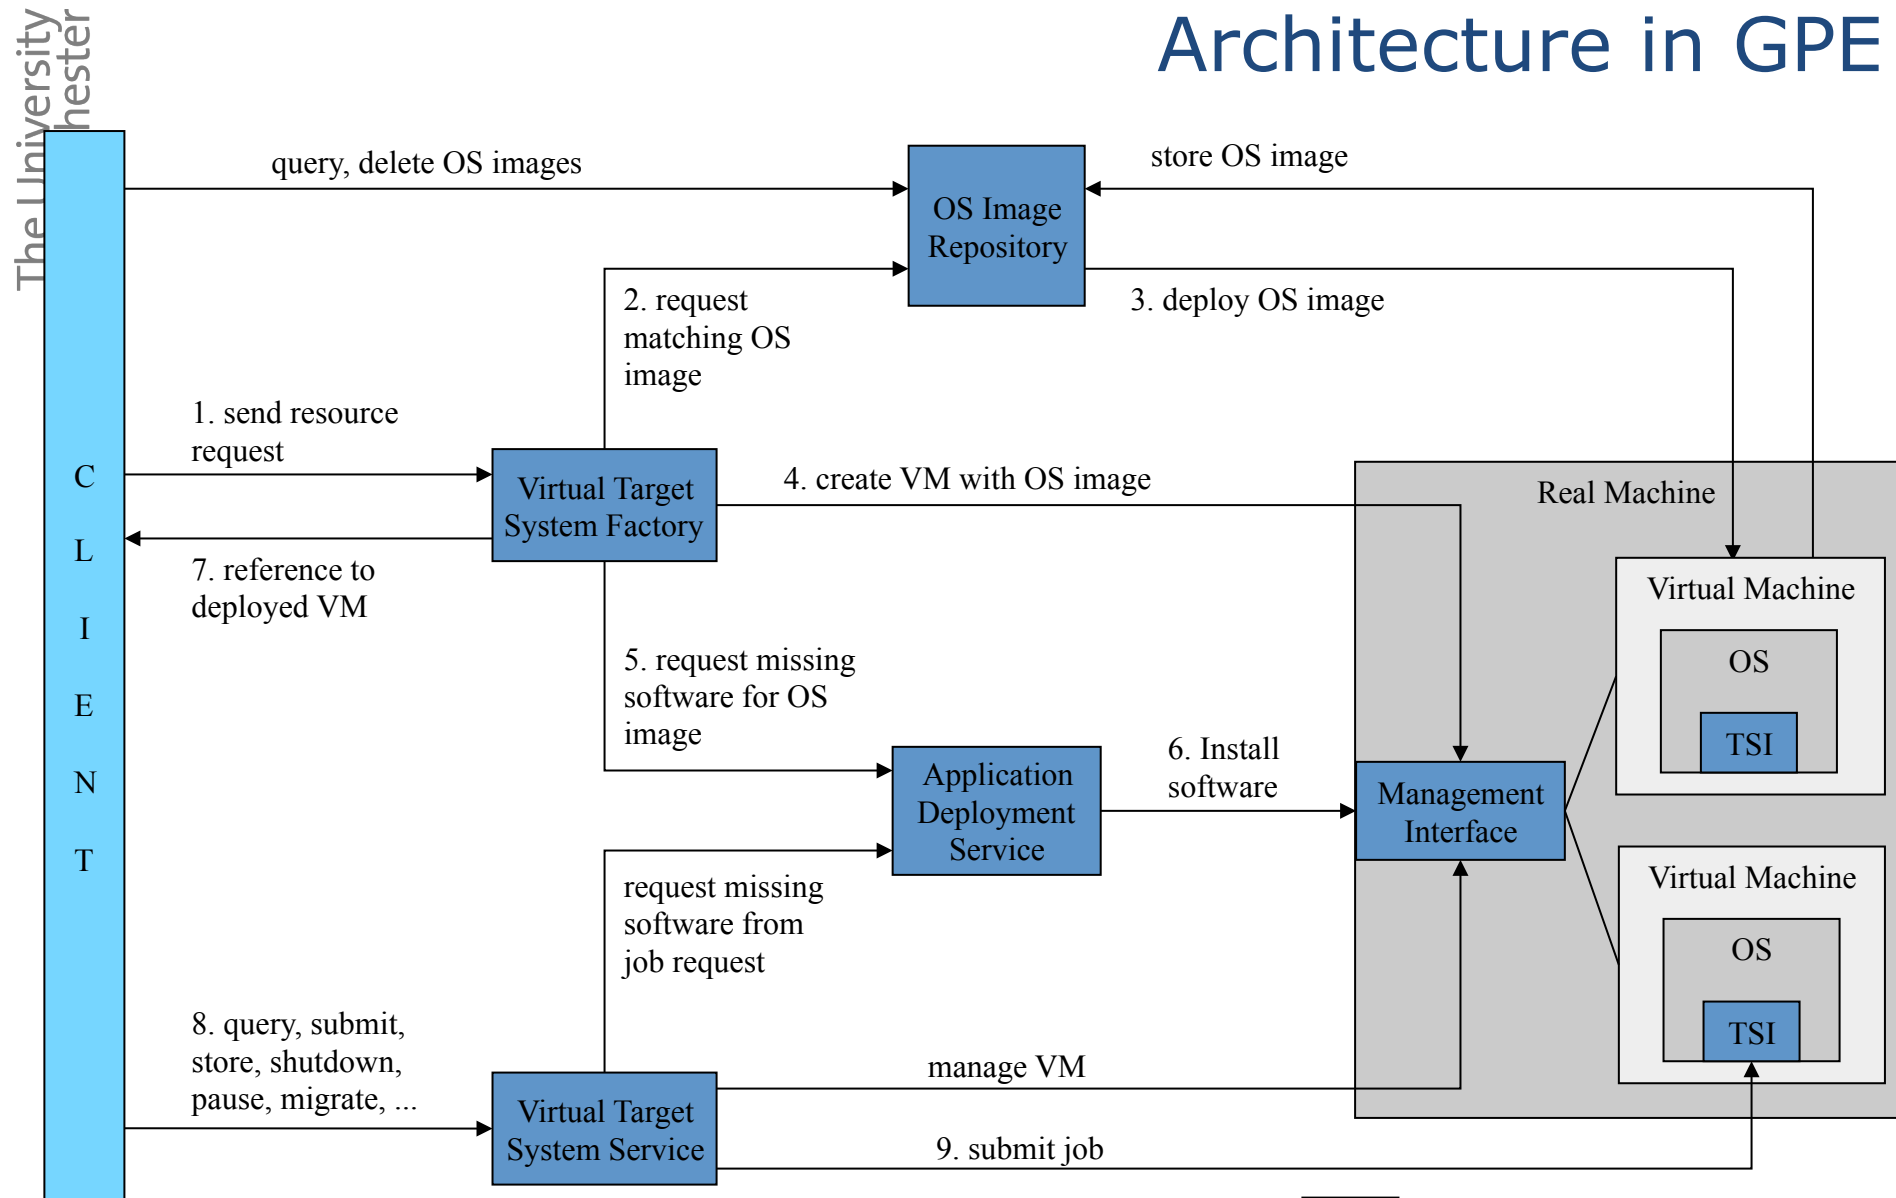 Architecture in GPE
The University
hester
query, delete OS images
store OS image
OS Image
Repository
2. request
matching OS
image
3. deploy OS image
1. send resource
request
Virtual Target
System Factory
4. create VM with OS image
Real Machine
7. reference to
deployed VM
Virtual Machine
OS
TSI
5. request missing
software for OS
image
Application
Deployment
Service
6. Install
software
Management
Interface
Virtual Machine
OS
TSI
request missing
software from
job request
8. query, submit,
store, shutdown,
pause, migrate, ...
manage VM
Virtual Target
System Service
9. submit job
C
L
I
E
N
T